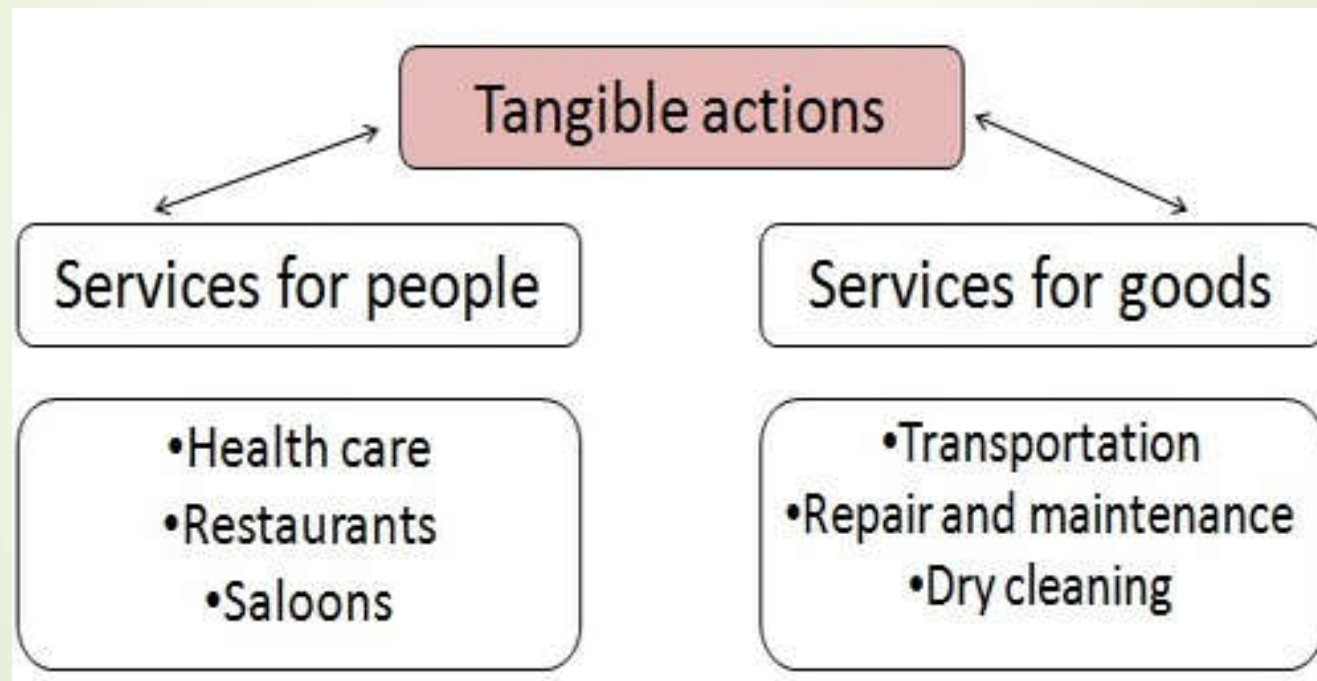 Tangible actions
Services for people
Services for goods
•Health care
•Restaurants
•Saloons
•Transportation
•Repair and maintenance
•Dry cleaning